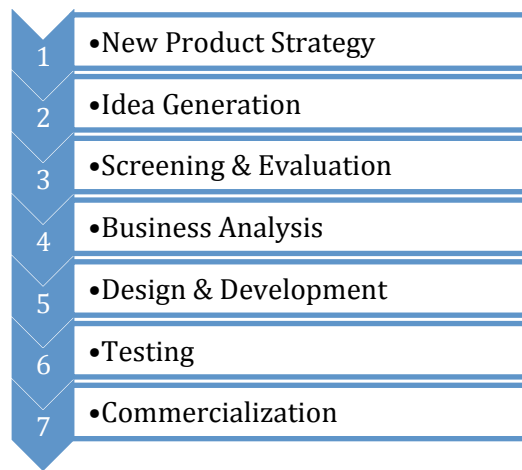 1 •New Product Strategy
2 •Idea Generation
3 •Screening & Evaluation
4 •Business Analysis
5 •Design & Development
6 •Testing
7 •Commercialization